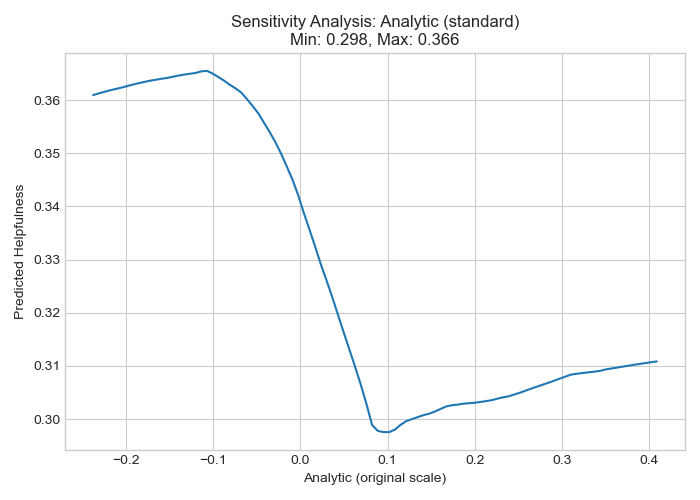 Sensitivity Analysis: Analytic (standard)
Min: 0.298, Max: 0.366
Predicted Helpfulness
0.36
0.35
0.34
0.33
0.32
0.31
0.30
−0.2 −0.1 0.0 0.1 0.2 0.3 0.4
Analytic (original scale)